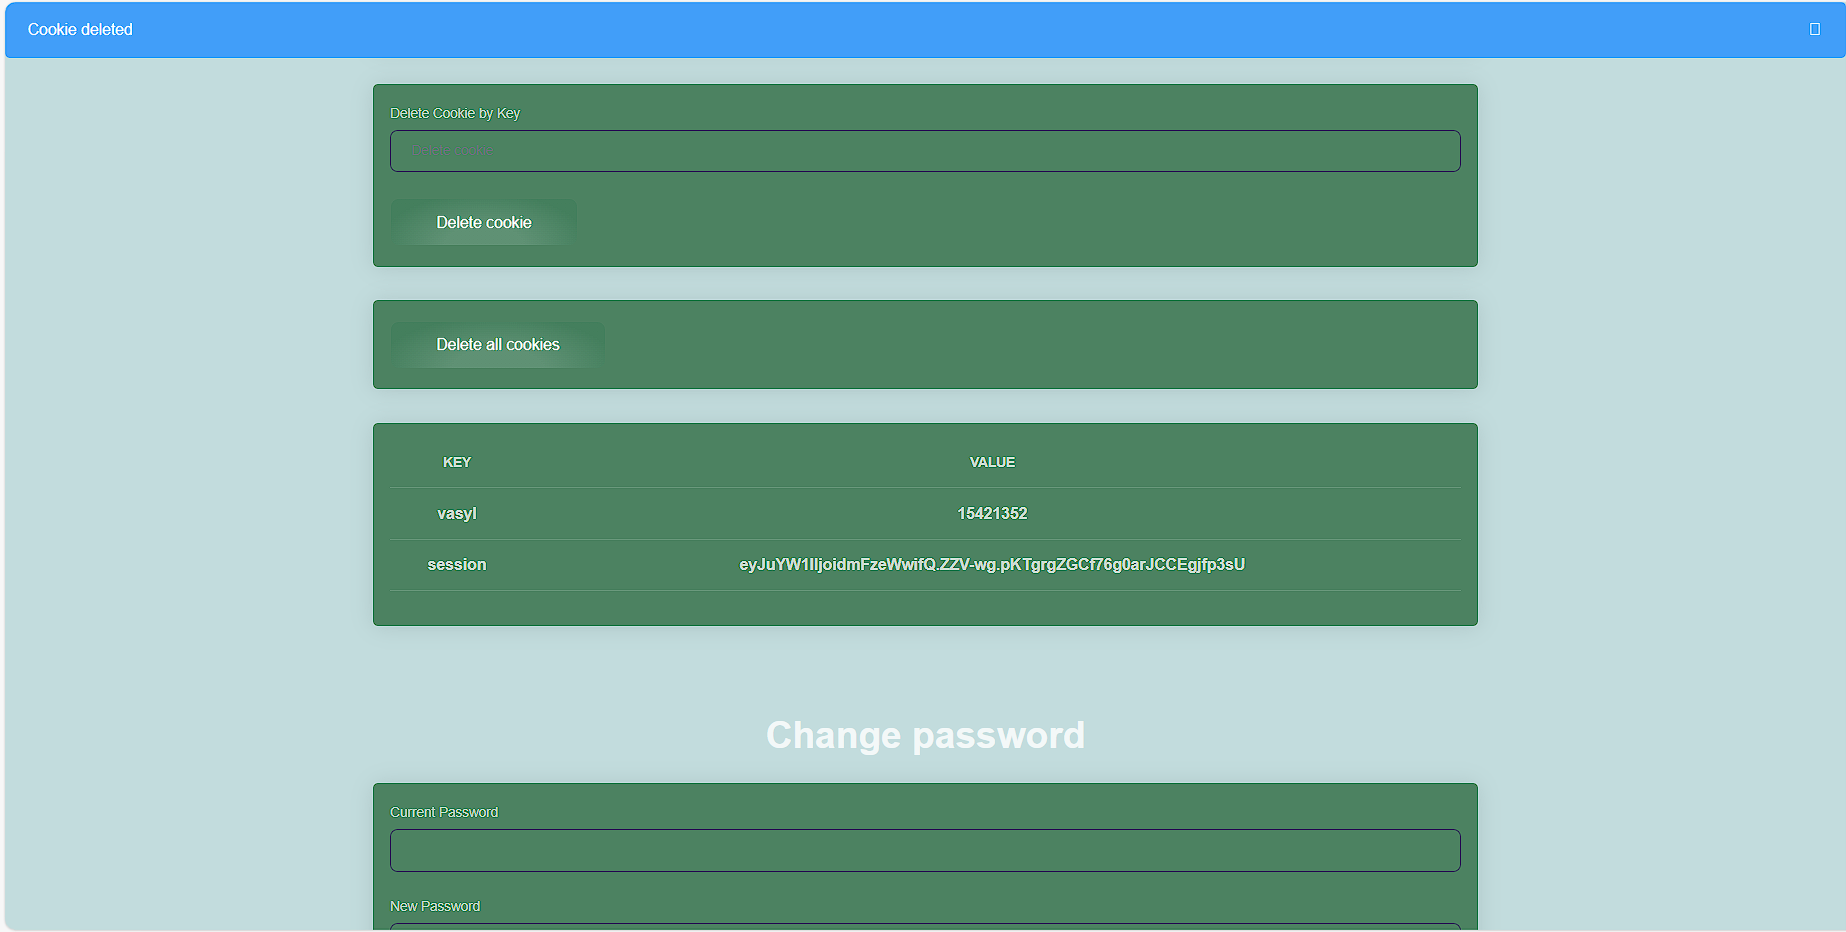 Cookie deleted
Delete Cookie by Key
Delete cookie
Delete all cookies
KEY VALUE
vasyl 15421352
session eyJuYW1lIjoidmFzeWwifQ.ZZV-wg.pKTgrgZGCf76g0arJCCEgjfp3sU
Change password
Current Password
New Password